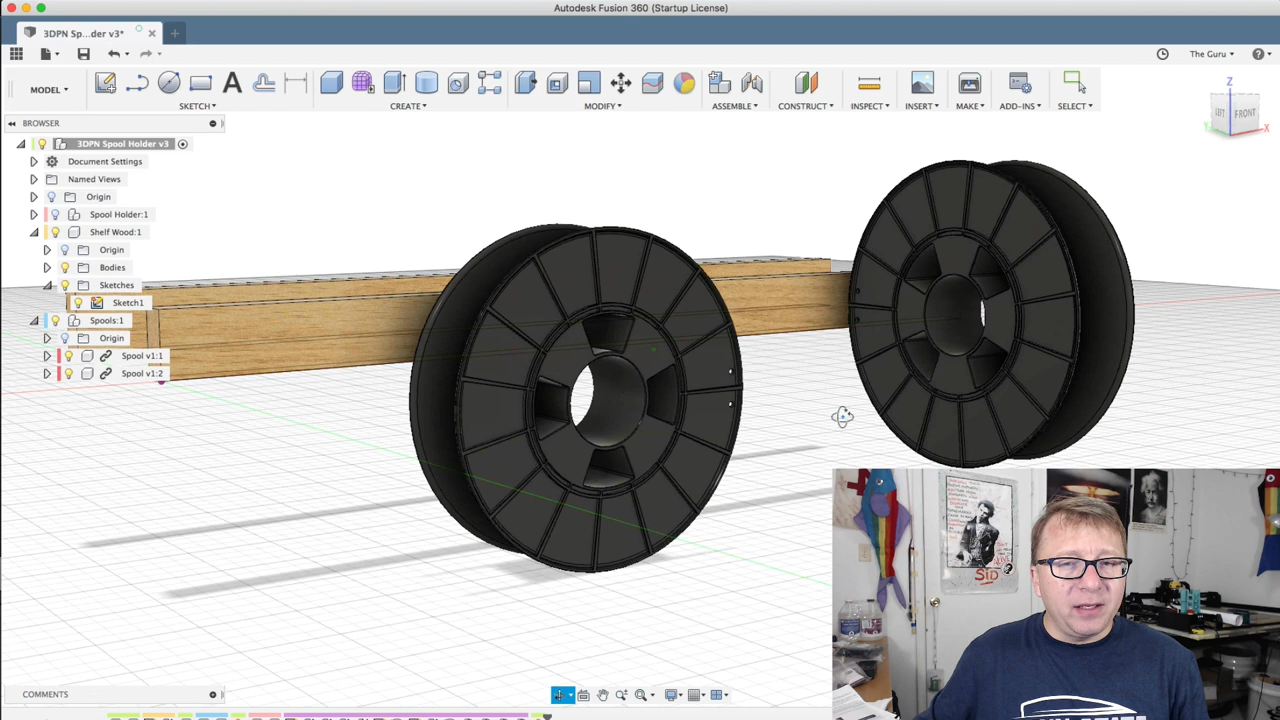 Autodesk Fusion 360 (Startup License)
3DPN Sp...der v3*
The Guru
MODEL
SKETCH
CREATE
MODIFY
ASSEMBLE
CONSTRUCT
INSPECT
INSERT
MAKE
ADD-INS
SELECT
Z
LEFT FRONT
Y X
BROWSER
3DPN Spool Holder v3
Document Settings
Named Views
Origin
Spool Holder:1
Shelf Wood:1
Origin
Bodies
Sketches
Sketch1
Spools:1
Origin
Spool v1:1
Spool v1:2
SID
COMMENTS